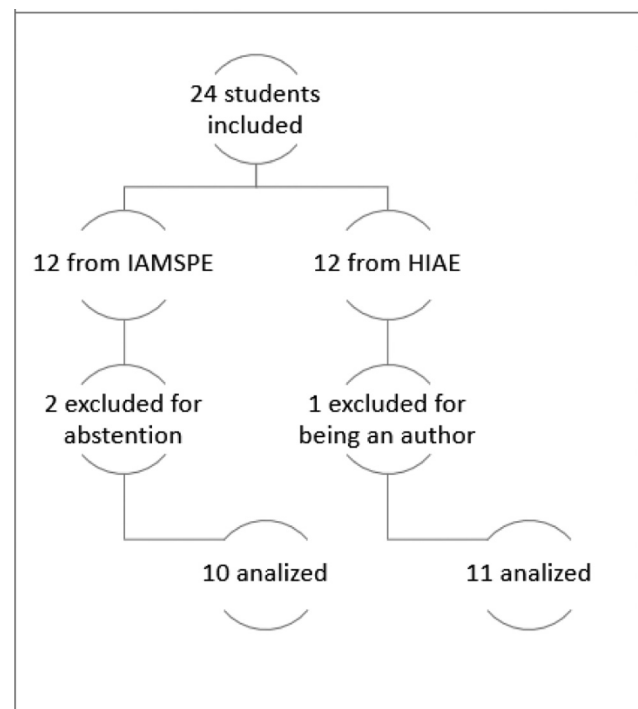 24 students
included
12 from IAMSPE
12 from HIAE
2 excluded for
abstention
1 excluded for
being an author
10 analized
11 analized